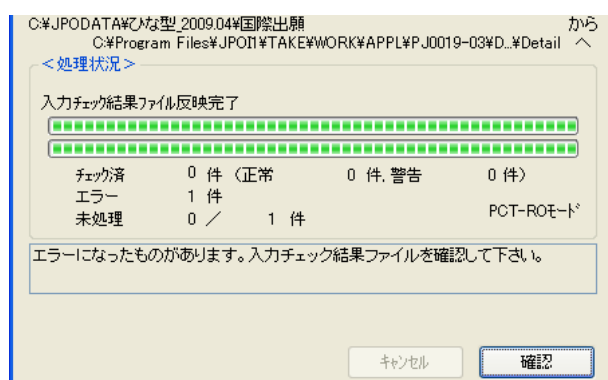 C:¥JPODATA¥ひな型_2009.04¥国際出願 から
C:¥Program Files¥JPOI1¥TAKE¥WORK¥APPL¥PJ0019-03¥D...¥Detail へ
<処理状況>
入力チェック結果ファイル反映完了
チェック済 0 件 (正常 0 件, 警告 0 件)
エラー 1 件
未処理 0 / 1 件 PCT-ROモード
エラーになったものがあります。入力チェック結果ファイルを確認して下さい。
キャンセル 確認